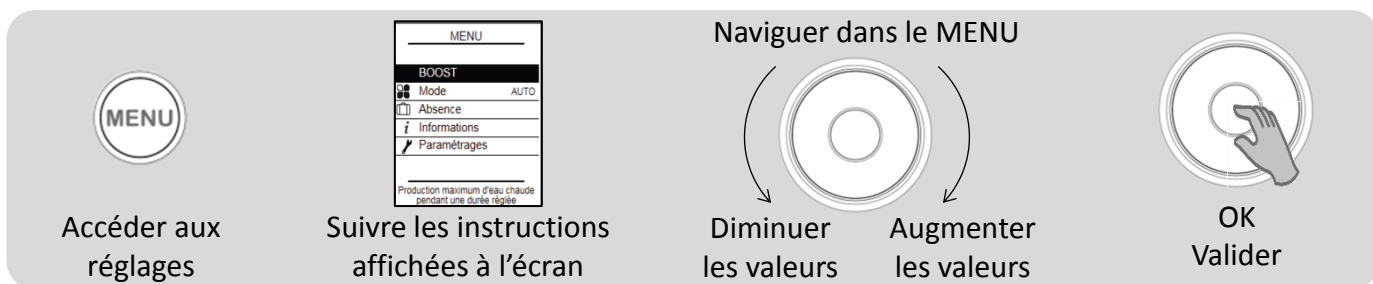 MENU
Accéder aux
réglages
MENU
BOOST
Mode AUTO
Absence
i Informations
Paramétrages
Production maximum d'eau chaude
pendant une durée réglée
Suivre les instructions
affichées à l’écran
Naviguer dans le MENU
Diminuer
les valeurs
Augmenter
les valeurs
OK
Valider